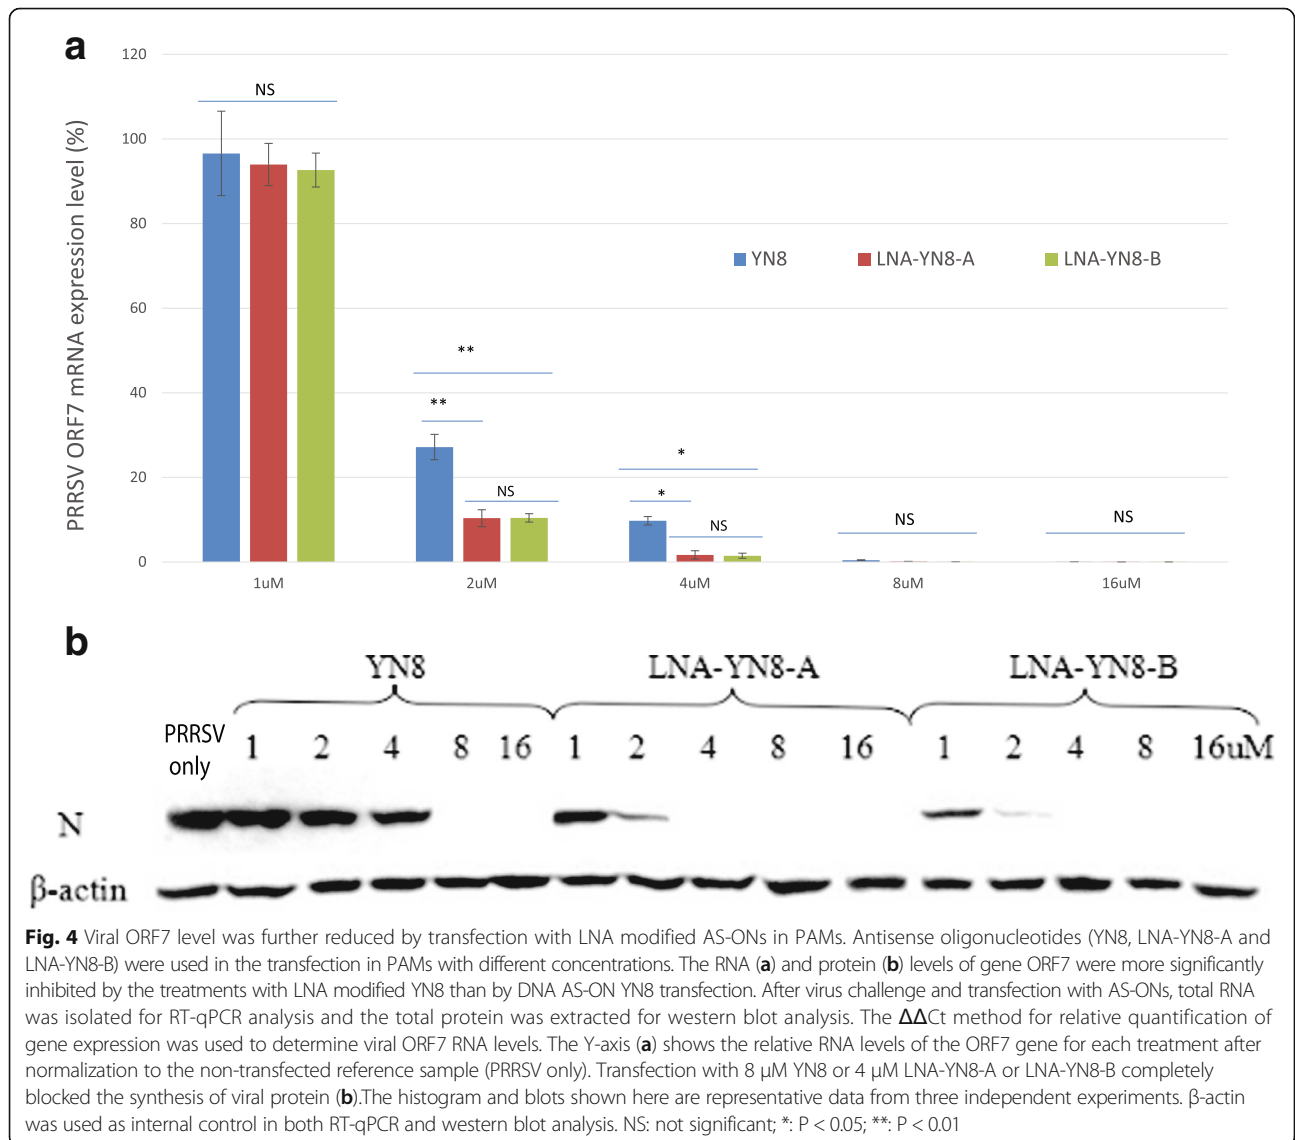 a
120
100
80
60
40
20
0
PRRSV ORF7 mRNA expression level (%)
NS
**
**
NS
*
*
NS
NS
NS
YN8 LNA-YN8-A LNA-YN8-B
1uM 2uM 4uM 8uM 16uM
b
YN8 LNA-YN8-A LNA-YN8-B
PRRSV only
1 2 4 8 16 1 2 4 8 16 1 2 4 8 16uM
N
β-actin
Fig. 4 Viral ORF7 level was further reduced by transfection with LNA modified AS-ONs in PAMs. Antisense oligonucleotides (YN8, LNA-YN8-A and
LNA-YN8-B) were used in the transfection in PAMs with different concentrations. The RNA (a) and protein (b) levels of gene ORF7 were more significantly
inhibited by the treatments with LNA modified YN8 than by DNA AS-ON YN8 transfection. After virus challenge and transfection with AS-ONs, total RNA
was isolated for RT-qPCR analysis and the total protein was extracted for western blot analysis. The ΔΔCt method for relative quantification of
gene expression was used to determine viral ORF7 RNA levels. The Y-axis (a) shows the relative RNA levels of the ORF7 gene for each treatment after
normalization to the non-transfected reference sample (PRRSV only). Transfection with 8 μM YN8 or 4 μM LNA-YN8-A or LNA-YN8-B completely
blocked the synthesis of viral protein (b).The histogram and blots shown here are representative data from three independent experiments. β-actin
was used as internal control in both RT-qPCR and western blot analysis. NS: not significant; *: P < 0.05; **: P < 0.01